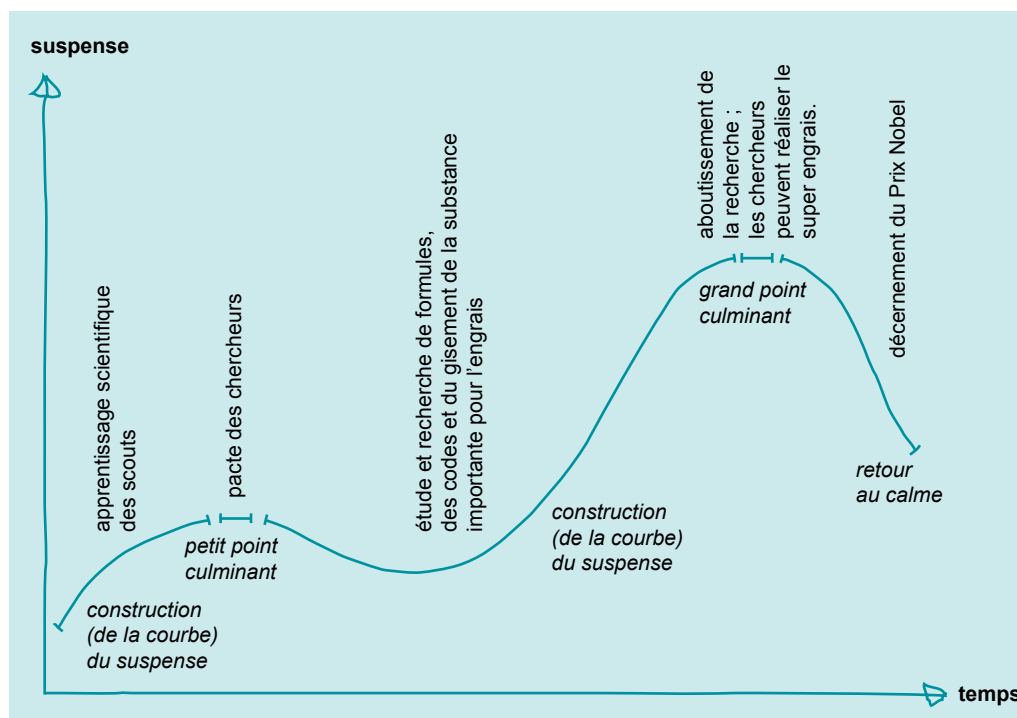 suspense
apprentissage scientifique
des scouts
pacte des chercheurs
étude et recherche de formules,
des codes et du gisement de la substance
importante pour l'engrais
aboutissement de
la recherche ;
les chercheurs
peuvent réaliser le
super engrais.
décernement du Prix Nobel
grand point
culminant
petit point
culminant
construction
(de la courbe)
du suspense
construction
(de la courbe)
du suspense
retour
au calme
temps